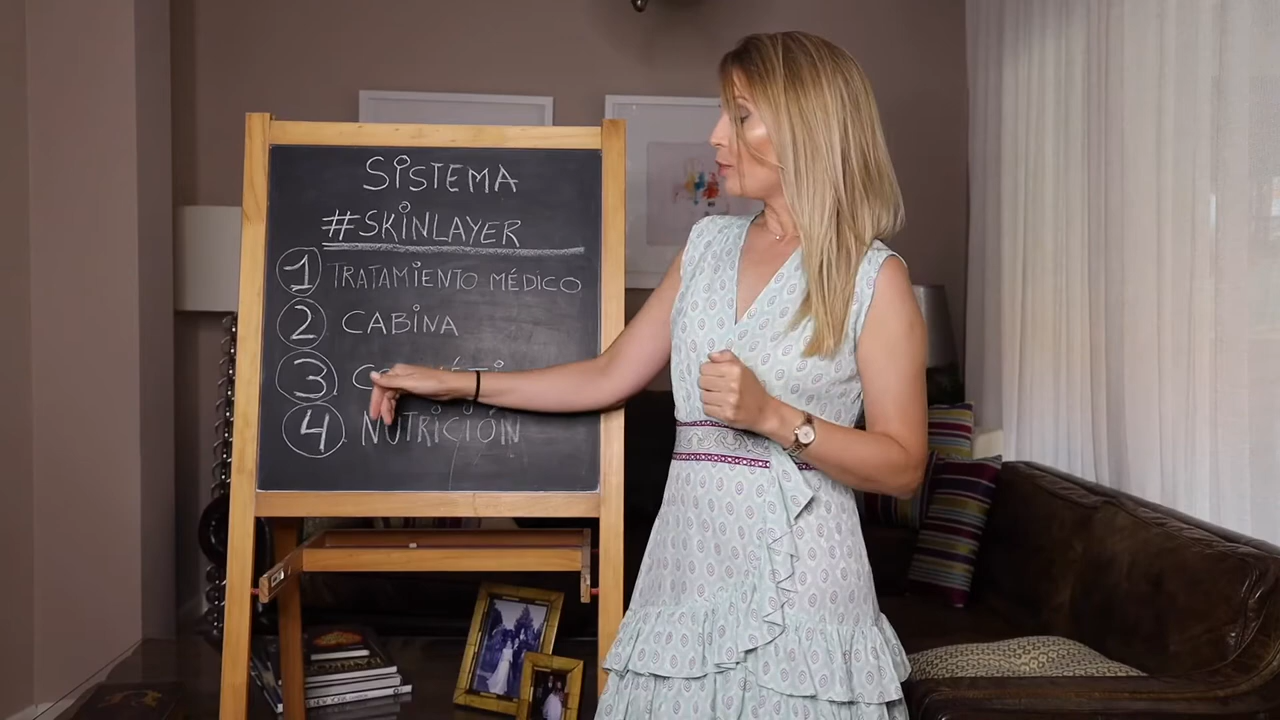 SISTEMA
#SKINLAYER
1 TRATAMIENTO MÉDICO
2 CABINA
3
4 NUTRICIÓN